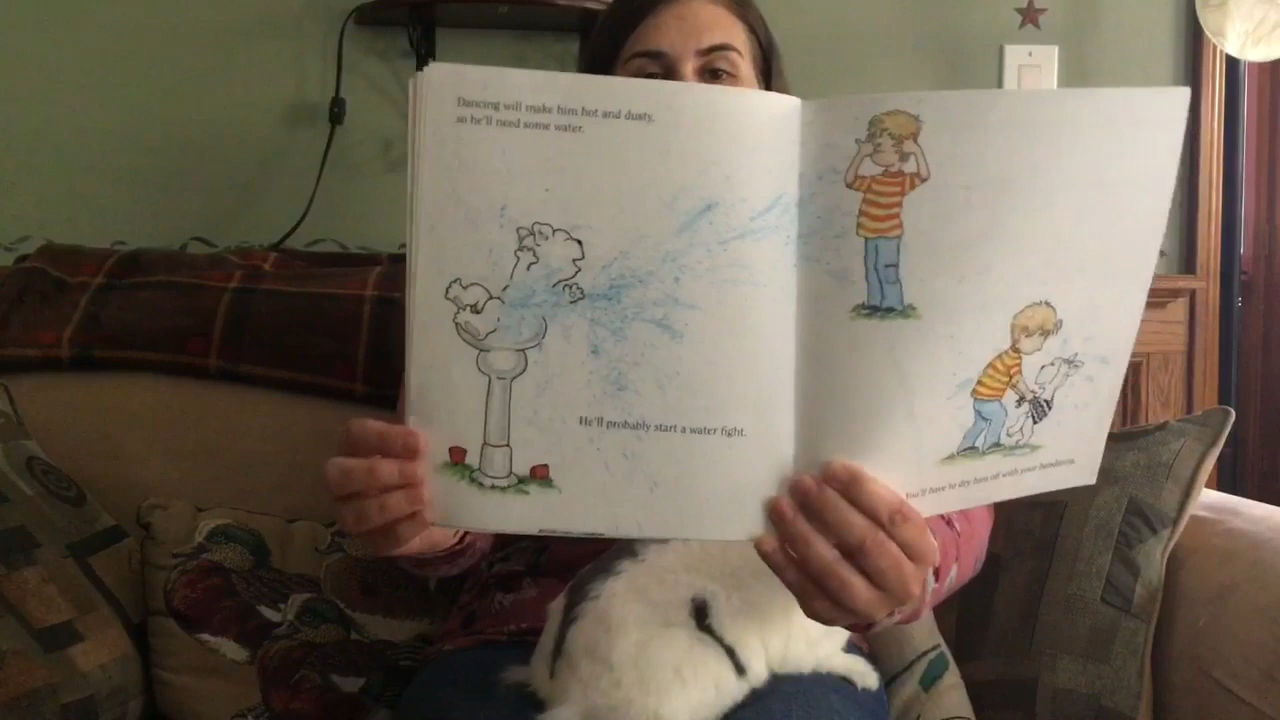 Dancing will make him hot and dusty,
so he'll need some water.
He'll probably start a water fight.
You'll have to dry him off with your bandanna.